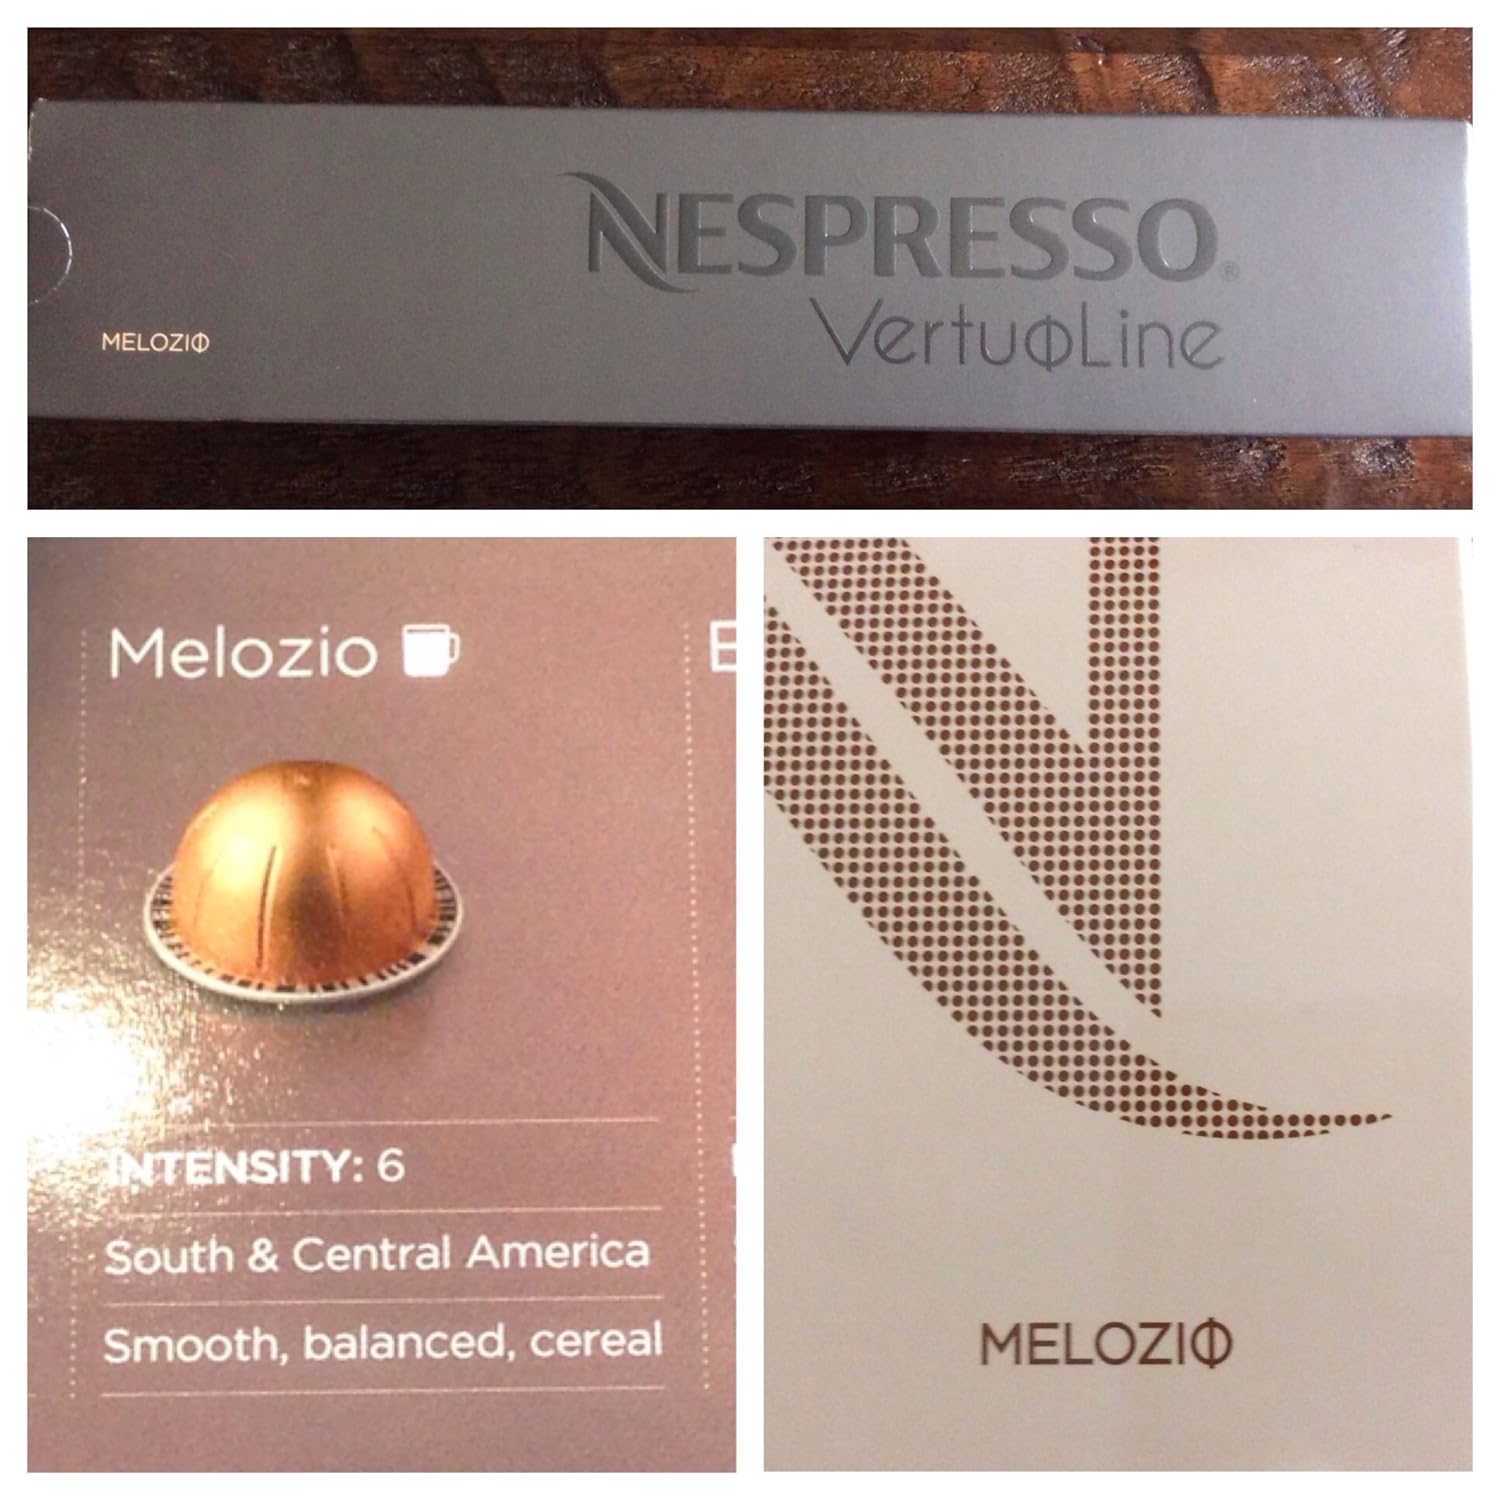 NESPRESSO®
VertuoLine
MELOZIO
Melozio
INTENSITY: 6
South & Central America
Smooth, balanced, cereal
MELOZIO